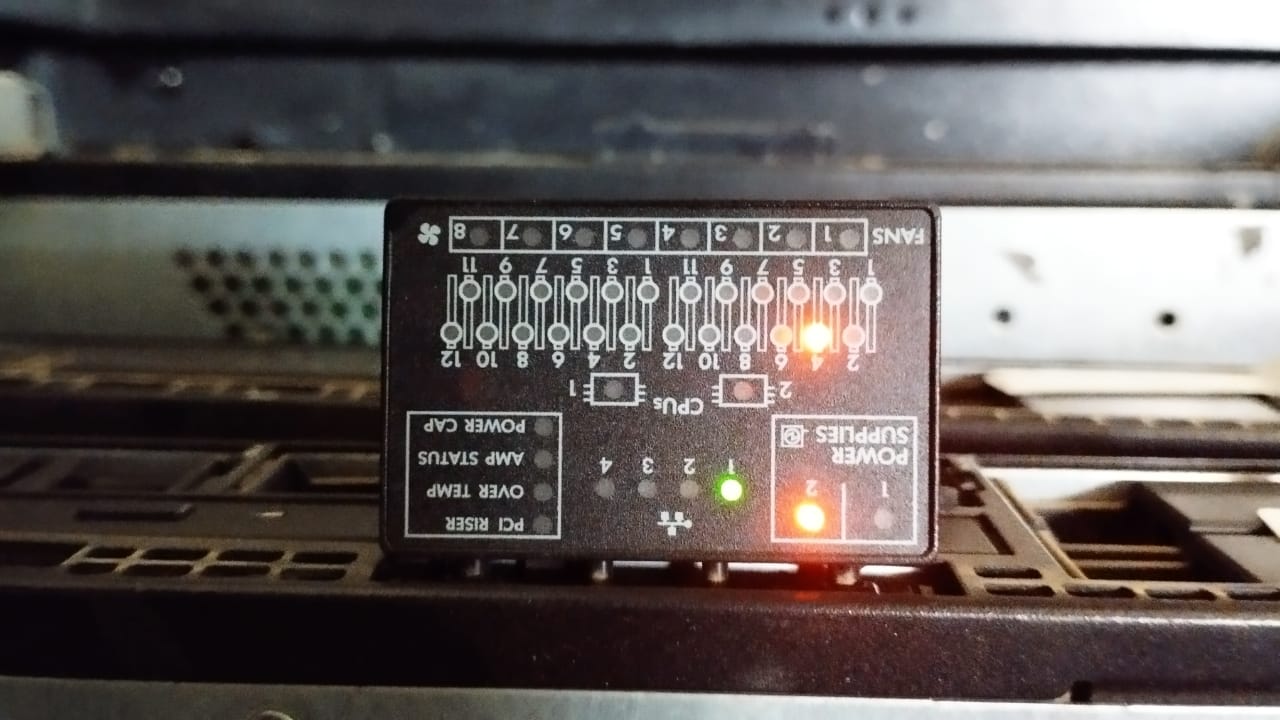 1 2
POWER
SUPPLIES
1 2 3 4
PCI RISER
OVER TEMP
AMP STATUS
POWER CAP
2 CPUs 1
2 4 6 8 10 12 2 4 6 8 10 12
1 3 5 7 9 11 1 3 5 7 9 11
FANS 1 2 3 4 5 6 7 8